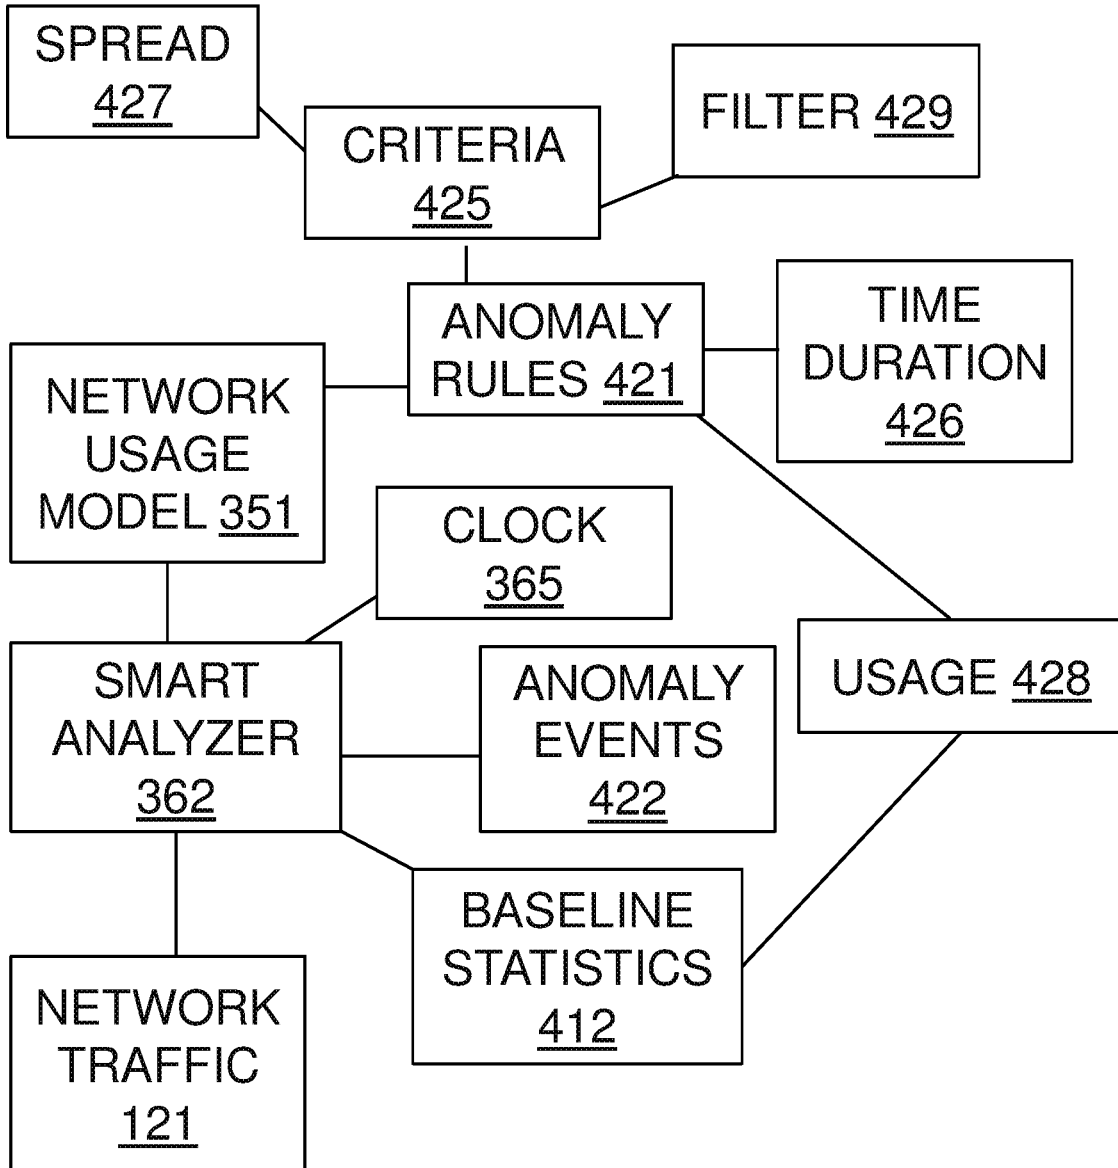 SPREAD
427
FILTER 429
CRITERIA
425
ANOMALY
RULES 421
TIME
DURATION
426
NETWORK
USAGE
MODEL 351
CLOCK
365
SMART
ANALYZER
362
ANOMALY
EVENTS
422
USAGE 428
BASELINE
STATISTICS
412
NETWORK
TRAFFIC
121